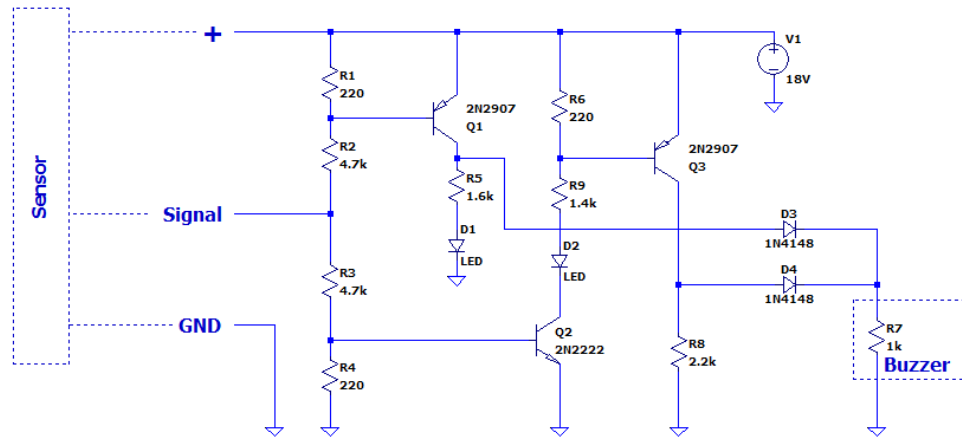 Sensor
+
Signal
GND
R1
220
R2
4.7k
R3
4.7k
R4
220
2N2907
Q1
R5
1.6k
D1
LED
R6
220
R9
1.4k
D2
LED
Q2
2N2222
2N2907
Q3
R8
2.2k
V1
18V
D3
1N4148
D4
1N4148
R7
1k
Buzzer